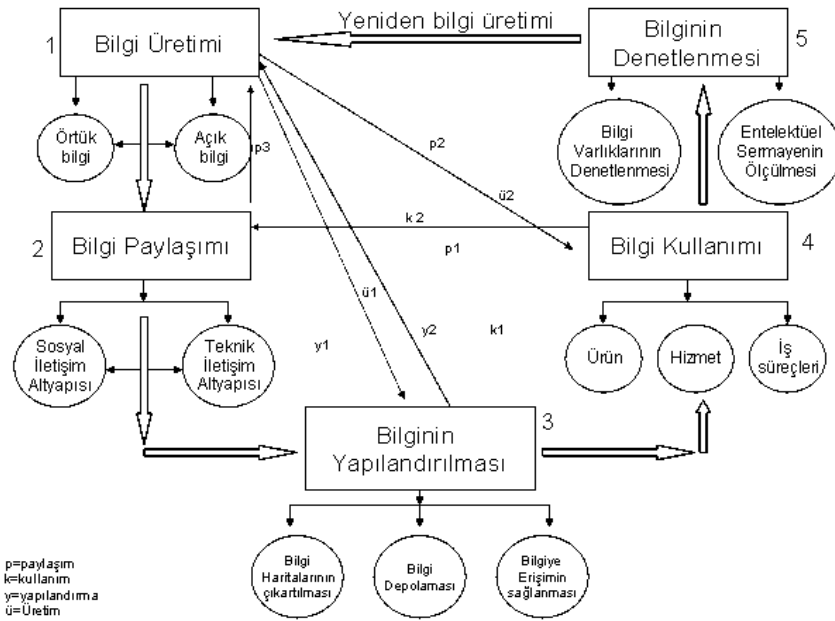 Yeniden bilgi üretimi
1
Bilgi Üretimi
Bilginin
Denetlenmesi
5
Örtük
bilgi
Açık
bilgi
p3
p2
ü2
Bilgi
Varlıklarının
Denetlenmesi
Entelektüel
Sermayenin
Ölçülmesi
2
Bilgi Paylaşımı
k 2
p1
Bilgi Kullanımı
4
ü1
y1
y2
k1
Sosyal
İletişim
Altyapısı
Teknik
İletişim
Altyapısı
Ürün
Hizmet
İş
süreçleri
Bilginin
Yapılandırılması
3
Bilgi
Haritalarının
çıkartılması
Bilgi
Depolaması
Bilgiye
Erişimin
sağlanması
p=paylaşım
k=kullanım
y=yapılandırma
ü=Üretim